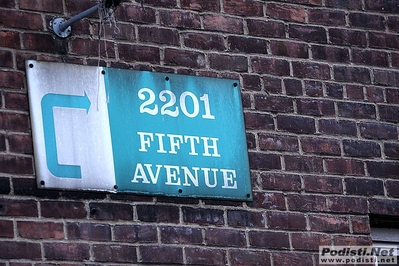 2201
FIFTH
AVENUE
Podisti.Net